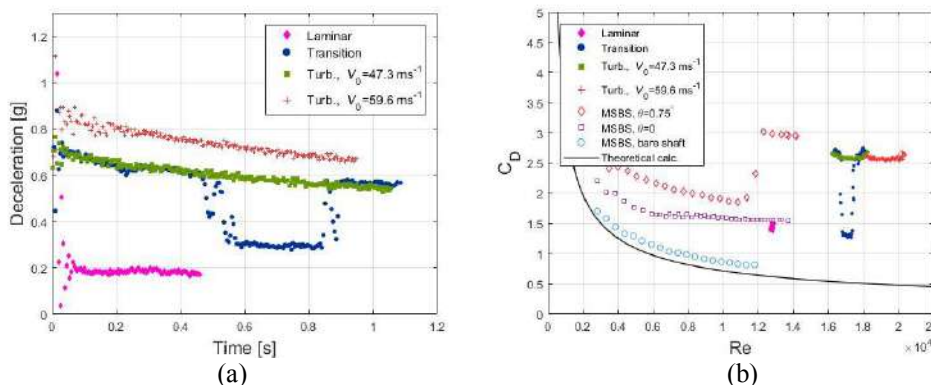 Deceleration [g]
1.2
1
0.8
0.6
0.4
0.2
0
0
0.2
0.4
0.6
0.8
1
1.2
Time [s]
Laminar
Transition
Turb., V₀=47.3 ms⁻¹
Turb., V₀=59.6 ms⁻¹
(a)
C_D
5
4.5
4
3.5
3
2.5
2
1.5
1
0.5
0
0
0.2
0.4
0.6
0.8
1
1.2
1.4
1.6
1.8
2
Re
Laminar
Transition
Turb., V₀=47.3 ms⁻¹
Turb., V₀=59.6 ms⁻¹
MSBS, θ=0.75°
MSBS, θ=0
MSBS, bare shaft
Theoretical calc.
(b)